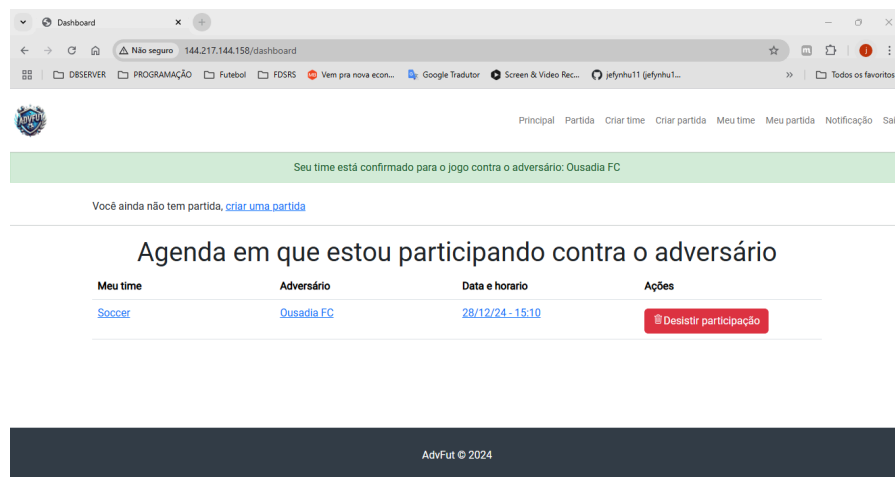 Dashboard
Não seguro 144.217.144.158/dashboard
DBSERVER PROGRAMAÇÃO Futebol FDSRS Vem pra nova econ... Google Tradutor Screen & Video Rec... jefynhu11 (jefynhu1... » Todos os favoritos
ADVFUT
Principal Partida Criar time Criar partida Meu time Meu partida Notificação Sai
Seu time está confirmado para o jogo contra o adversário: Ousadia FC
Você ainda não tem partida, criar uma partida
Agenda em que estou participando contra o adversário
Meu time Adversário Data e horario Ações
Soccer Ousadia FC 28/12/24 - 15:10 Desistir participação
AdvFut © 2024